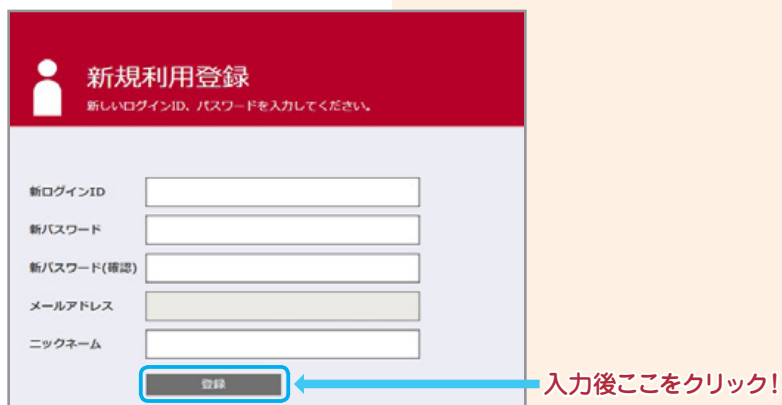 新規利用登録
新しいログインID、パスワードを入力してください。
新ログインID
新パスワード
新パスワード(確認)
メールアドレス
ニックネーム
登録
入力後ここをクリック!